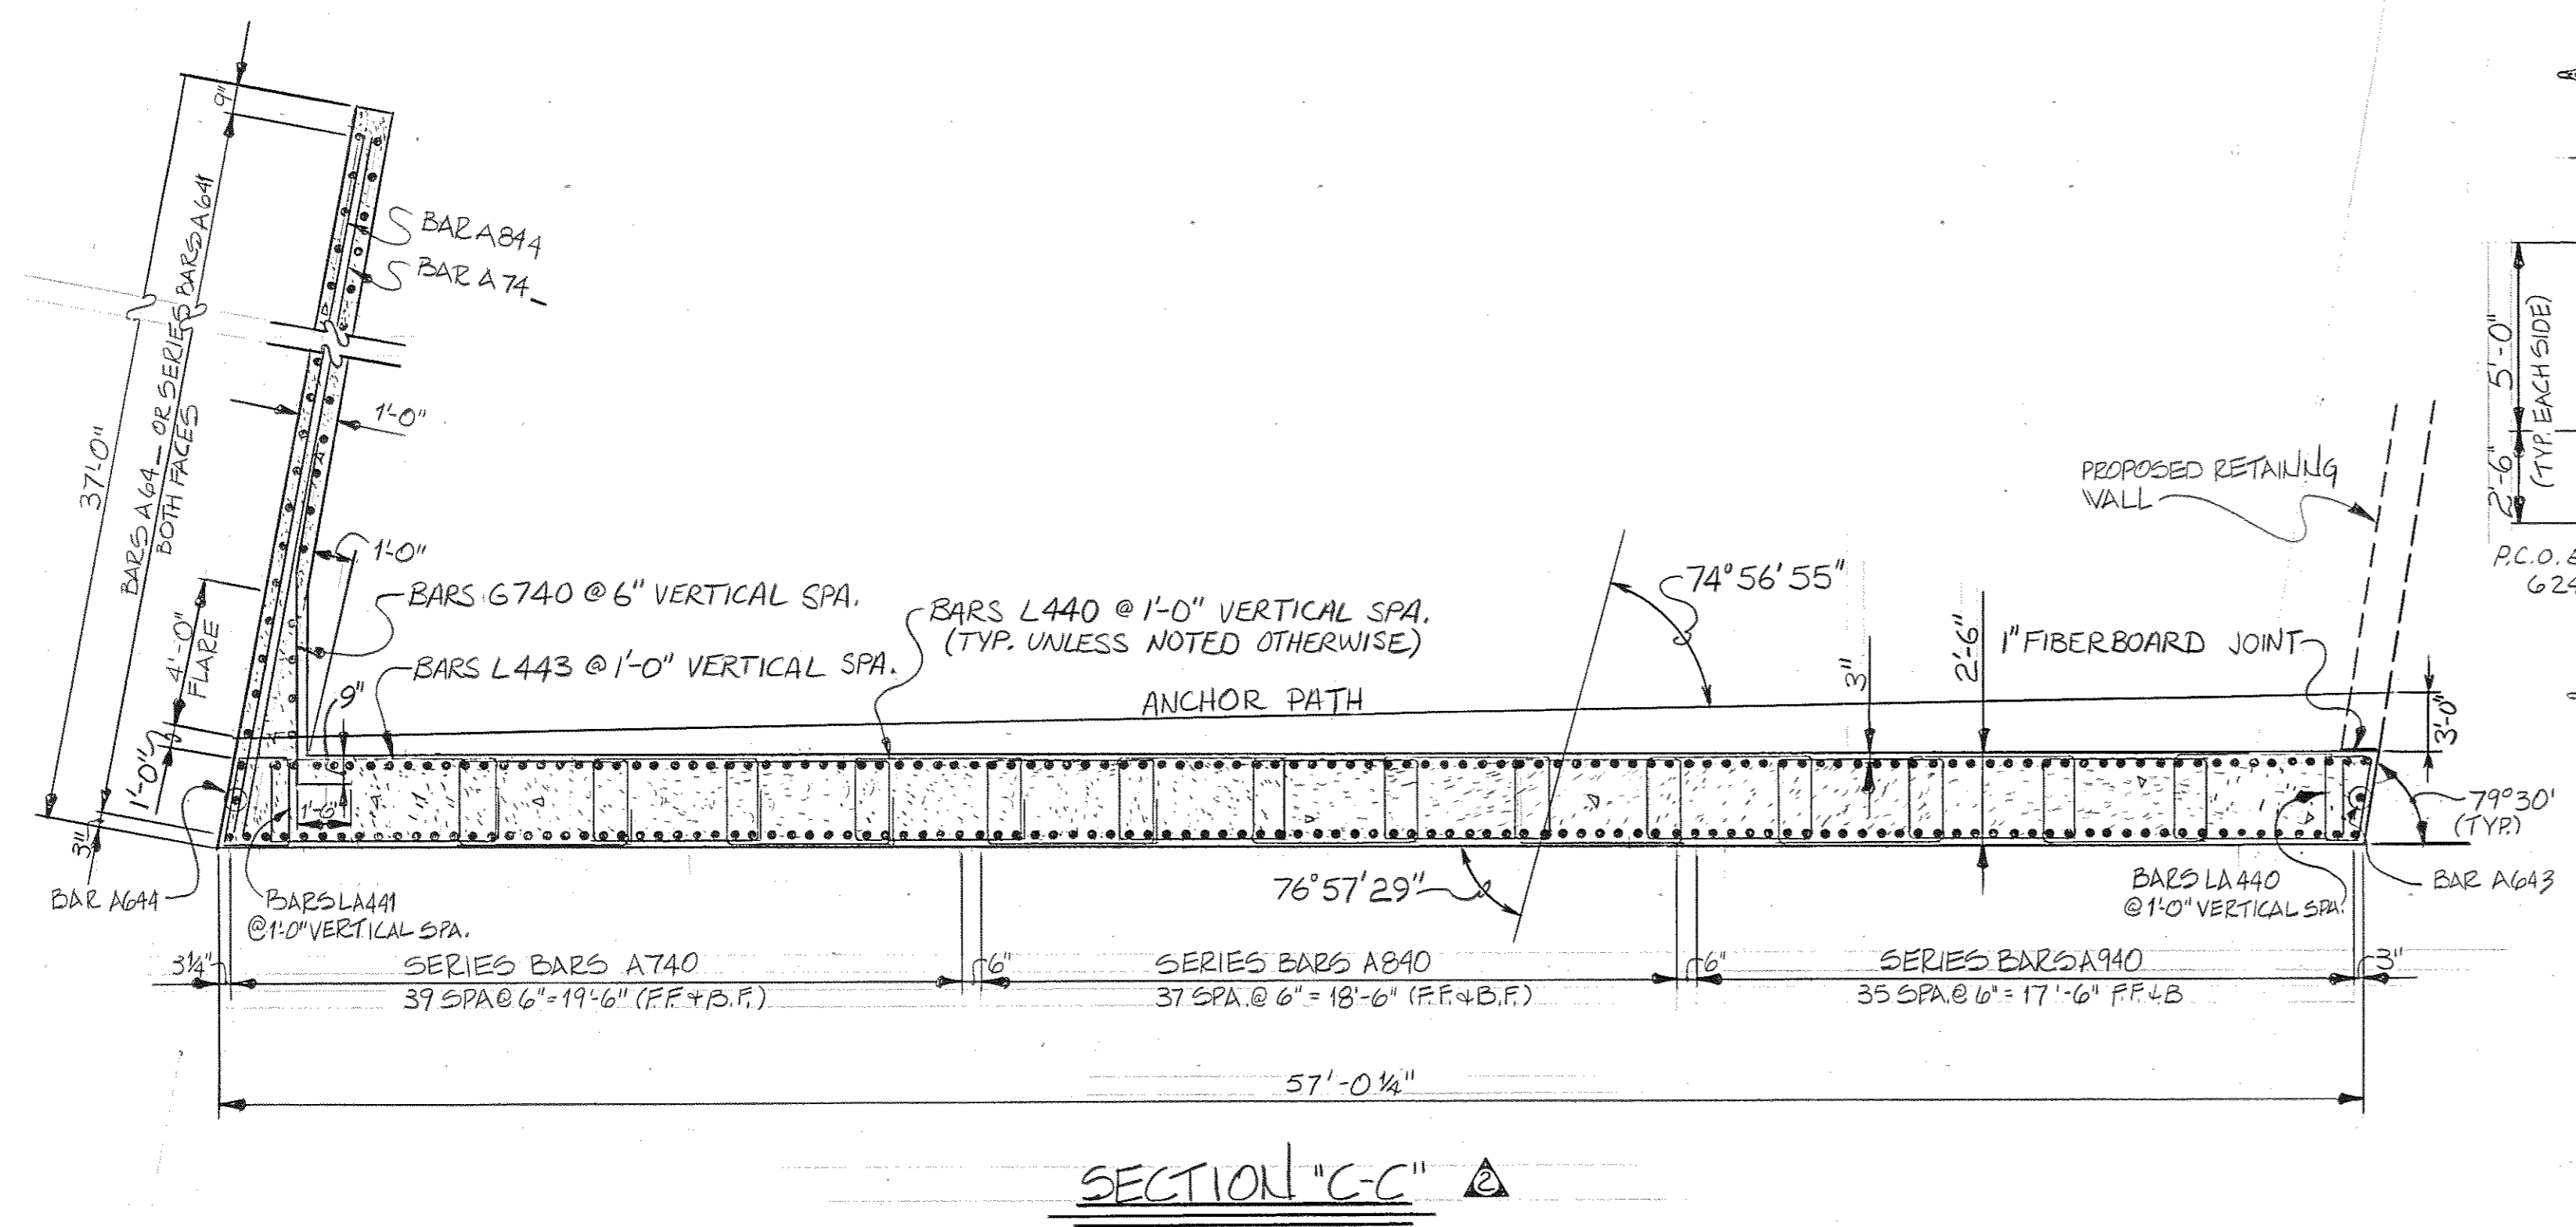 9"
37'-0"
BARS A64_ OR SERIES BARS A641
BOTH FACES
BAR A844
BAR A74_
1'-0"
1'-0"
4'-0"
FLARE
1'-0"
3"
BARS G740 @ 6" VERTICAL SPA.
BARS L443 @ 1'-0" VERTICAL SPA.
9"
1'-6"
BARS L440 @ 1'-0" VERTICAL SPA.
(TYP. UNLESS NOTED OTHERWISE)
ANCHOR PATH
74°56'55"
76°57'29"
3"
2'-6"
1" FIBERBOARD JOINT
PROPOSED RETAINNG
WALL
3'-0"
79°30'
(TYP.)
5'-0"
2'-6"
(TYP. EACH SIDE)
P.C.O.
624
BAR A644
BARS LA441
@ 1'-0" VERTICAL SPA.
BARS LA440
@ 1'-0" VERTICAL SPA.
BAR A643
3 1/4"
SERIES BARS A740
39 SPA @ 6" = 19'-6" (F.F. & B.F.)
6"
SERIES BARS A840
37 SPA. @ 6" = 18'-6" (F.F. & B.F.)
6"
SERIES BARS A940
35 SPA. @ 6" = 17'-6" F.F. & B
3"
57'-0 1/4"
SECTION "C-C" 2